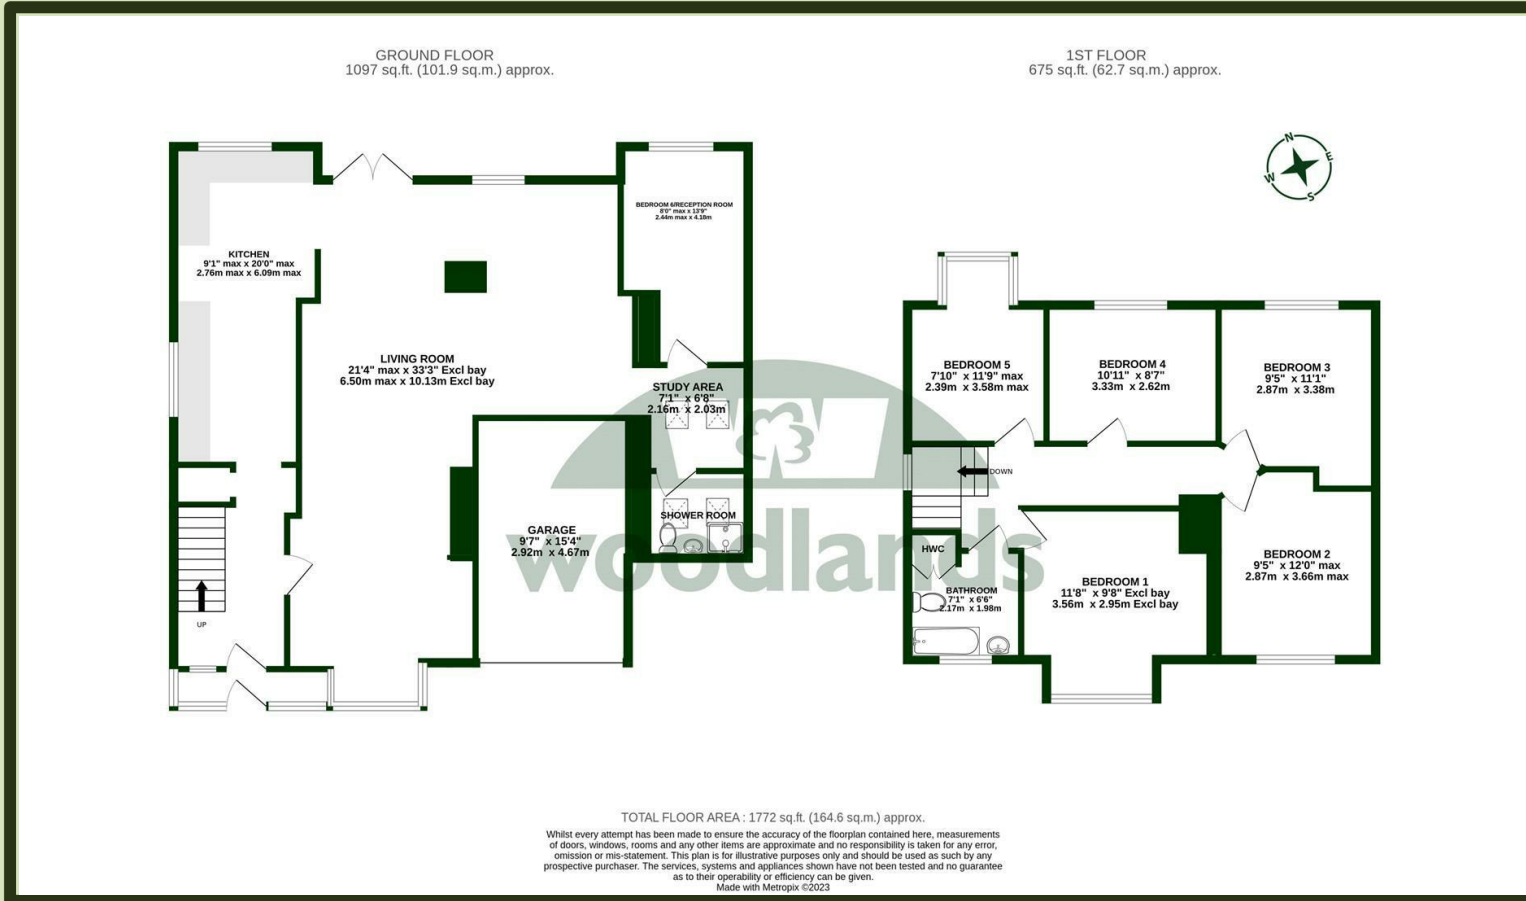 GROUND FLOOR
1097 sq.ft. (101.9 sq.m.) approx.
1ST FLOOR
675 sq.ft. (62.7 sq.m.) approx.
N
E
S
W
BEDROOM 6/RECEPTION ROOM
8'0" max x 13'9"
2.44m max x 4.18m
KITCHEN
9'1" max x 20'0" max
2.76m max x 6.09m max
LIVING ROOM
21'4" max x 33'3" Excl bay
6.50m max x 10.13m Excl bay
STUDY AREA
7'1" x 6'8"
2.16m x 2.03m
SHOWER ROOM
GARAGE
9'7" x 15'4"
2.92m x 4.67m
UP
BEDROOM 5
7'10" x 11'9" max
2.39m x 3.58m max
BEDROOM 4
10'11" x 8'7"
3.33m x 2.62m
BEDROOM 3
9'5" x 11'1"
2.87m x 3.38m
DOWN
HWC
BATHROOM
7'1" x 6'6"
2.17m x 1.98m
BEDROOM 1
11'8" x 9'8" Excl bay
3.56m x 2.95m Excl bay
BEDROOM 2
9'5" x 12'0" max
2.87m x 3.66m max
woodlands
TOTAL FLOOR AREA : 1772 sq.ft. (164.6 sq.m.) approx.
Whilst every attempt has been made to ensure the accuracy of the floorplan contained here, measurements
of doors, windows, rooms and any other items are approximate and no responsibility is taken for any error,
omission or mis-statement. This plan is for illustrative purposes only and should be used as such by any
prospective purchaser. The services, systems and appliances shown have not been tested and no guarantee
as to their operability or efficiency can be given.
Made with Metropix ©2023